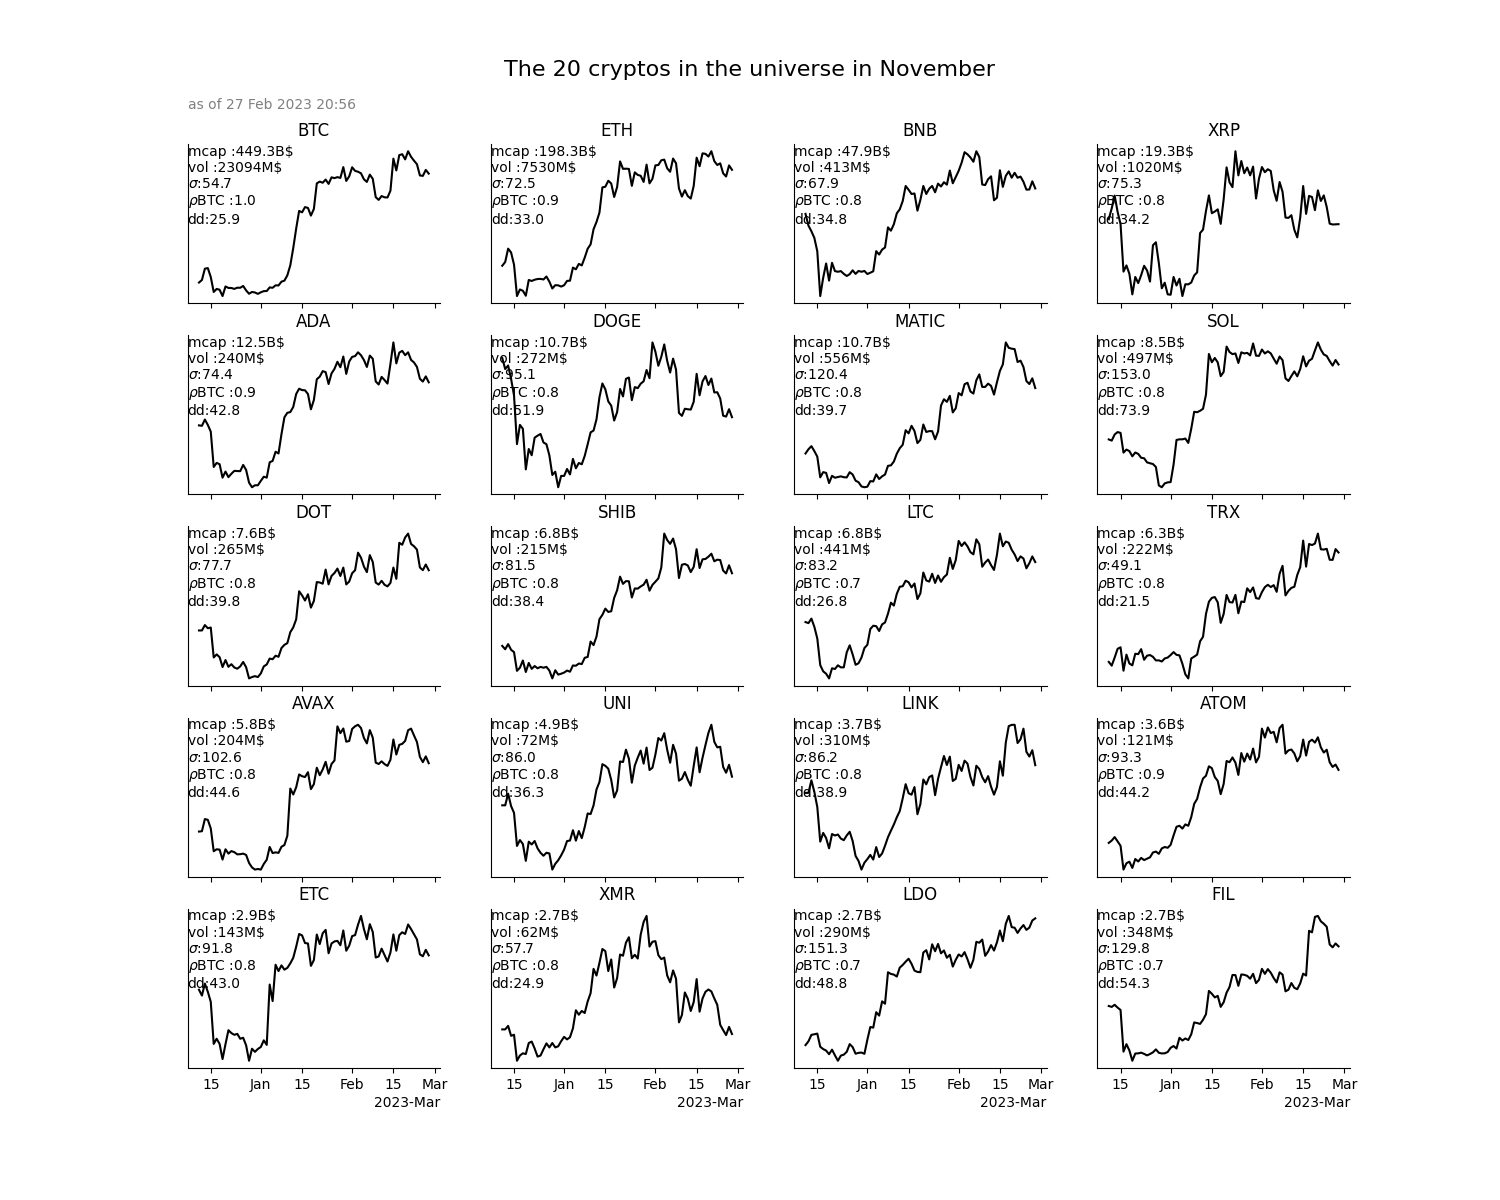 The 20 cryptos in the universe in November
as of 27 Feb 2023 20:56
BTC
mcap :449.3B$
vol :23094M$
σ:54.7
ρBTC :1.0
dd:25.9
ETH
mcap :198.3B$
vol :7530M$
σ:72.5
ρBTC :0.9
dd:33.0
BNB
mcap :47.9B$
vol :413M$
σ:67.9
ρBTC :0.8
dd:34.8
XRP
mcap :19.3B$
vol :1020M$
σ:75.3
ρBTC :0.8
dd:34.2
ADA
mcap :12.5B$
vol :240M$
σ:74.4
ρBTC :0.9
dd:42.8
DOGE
mcap :10.7B$
vol :272M$
σ:95.1
ρBTC :0.8
dd:51.9
MATIC
mcap :10.7B$
vol :556M$
σ:120.4
ρBTC :0.8
dd:39.7
SOL
mcap :8.5B$
vol :497M$
σ:153.0
ρBTC :0.8
dd:73.9
DOT
mcap :7.6B$
vol :265M$
σ:77.7
ρBTC :0.8
dd:39.8
SHIB
mcap :6.8B$
vol :215M$
σ:81.5
ρBTC :0.8
dd:38.4
LTC
mcap :6.8B$
vol :441M$
σ:83.2
ρBTC :0.7
dd:26.8
TRX
mcap :6.3B$
vol :222M$
σ:49.1
ρBTC :0.8
dd:21.5
AVAX
mcap :5.8B$
vol :204M$
σ:102.6
ρBTC :0.8
dd:44.6
UNI
mcap :4.9B$
vol :72M$
σ:86.0
ρBTC :0.8
dd:36.3
LINK
mcap :3.7B$
vol :310M$
σ:86.2
ρBTC :0.8
dd:38.9
ATOM
mcap :3.6B$
vol :121M$
σ:93.3
ρBTC :0.9
dd:44.2
ETC
mcap :2.9B$
vol :143M$
σ:91.8
ρBTC :0.8
dd:43.0
XMR
mcap :2.7B$
vol :62M$
σ:57.7
ρBTC :0.8
dd:24.9
LDO
mcap :2.7B$
vol :290M$
σ:151.3
ρBTC :0.7
dd:48.8
FIL
mcap :2.7B$
vol :348M$
σ:129.8
ρBTC :0.7
dd:54.3
15 Jan 15 Feb 15 Mar
2023-Mar
15 Jan 15 Feb 15 Mar
2023-Mar
15 Jan 15 Feb 15 Mar
2023-Mar
15 Jan 15 Feb 15 Mar
2023-Mar